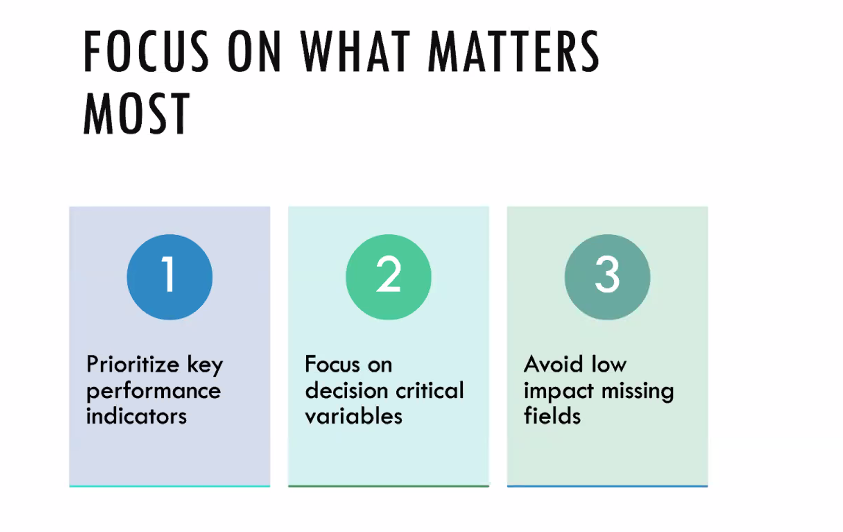 FOCUS ON WHAT MATTERS
MOST
1
Prioritize key
performance
indicators
2
Focus on
decision critical
variables
3
Avoid low
impact missing
fields